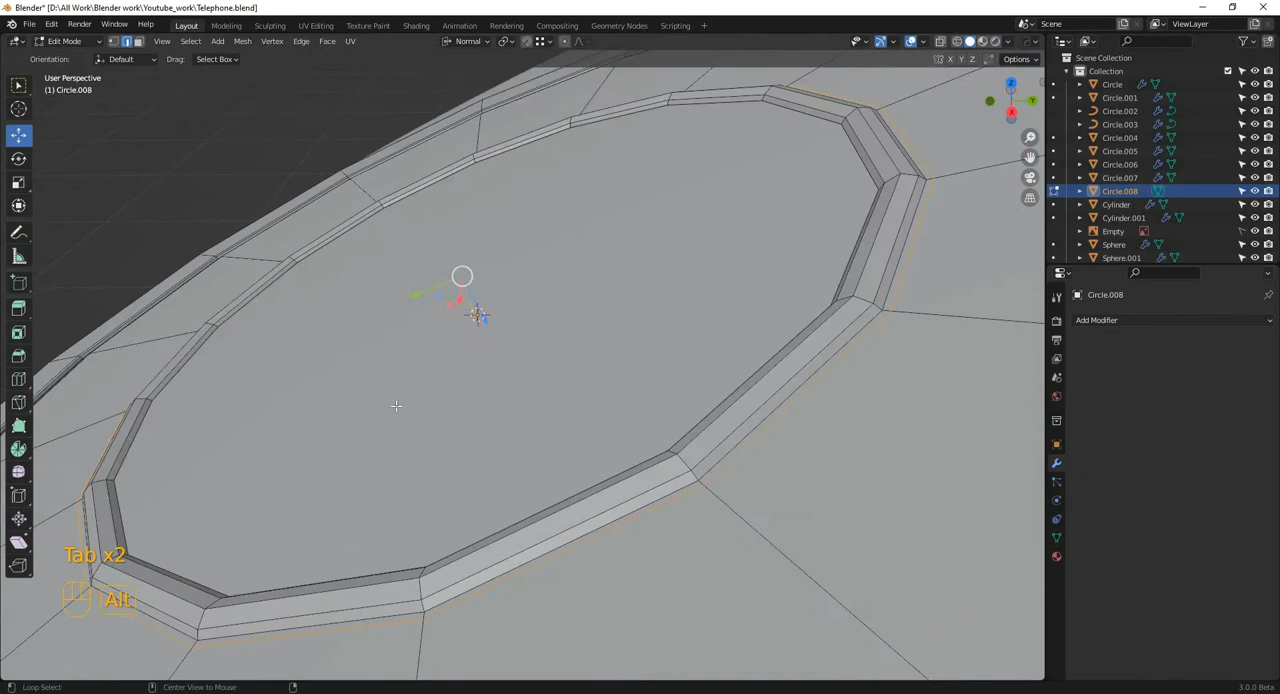 Blender* [D:\All Work\Youtube_work\Telephone.blend]
File Edit Render Window Help Layout Modeling Sculpting UV Editing Texture Paint Shading Animation Rendering Compositing Geometry Nodes Scripting + Scene ViewLayer
Edit Mode View Select Add Mesh Vertex Edge Face UV Normal
Orientation: Default Drag: Select Box X Y Z Options
User Perspective
(1) Circle.008
Z
Y
X
Scene Collection
Collection
Circle
Circle.001
Circle.002
Circle.003
Circle.004
Circle.005
Circle.006
Circle.007
Circle.008
Cylinder
Cylinder.001
Empty
Sphere
Sphere.001
Circle.008
Add Modifier
Tab x2
Alt
Loop Select Center View to Mouse 3.0.0 Beta